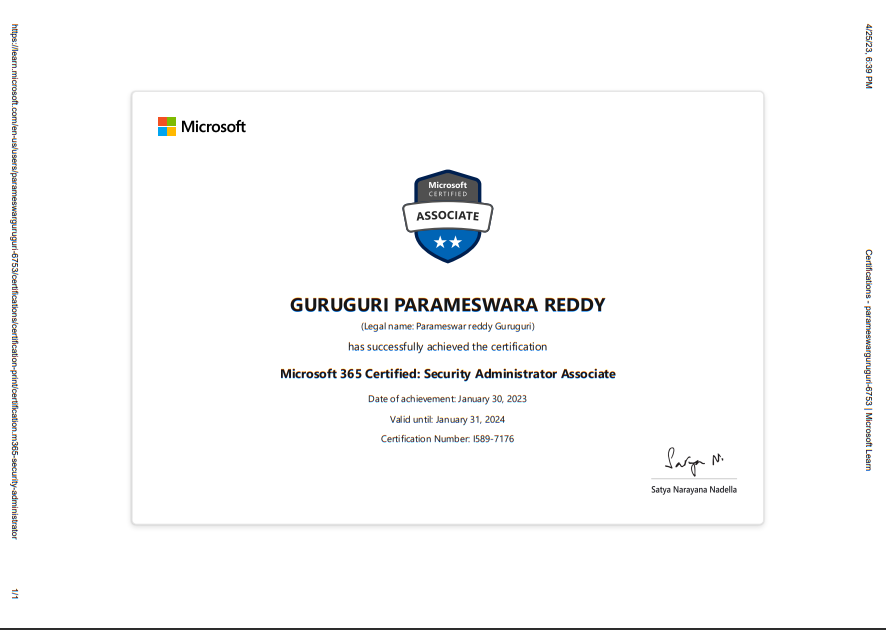 4/25/23, 6:39 PM
Certifications - parameswarguruguri-6753 | Microsoft Learn
Microsoft
Microsoft
CERTIFIED
ASSOCIATE
GURUGURI PARAMESWARA REDDY
(Legal name: Parameswar reddy Guruguri)
has successfully achieved the certification
Microsoft 365 Certified: Security Administrator Associate
Date of achievement: January 30, 2023
Valid until: January 31, 2024
Certification Number: I589-7176
Satya N.
Satya Narayana Nadella
https://learn.microsoft.com/en-us/users/parameswarguruguri-6753/certifications/certification-print/certification.m365-security-administrator
1/1